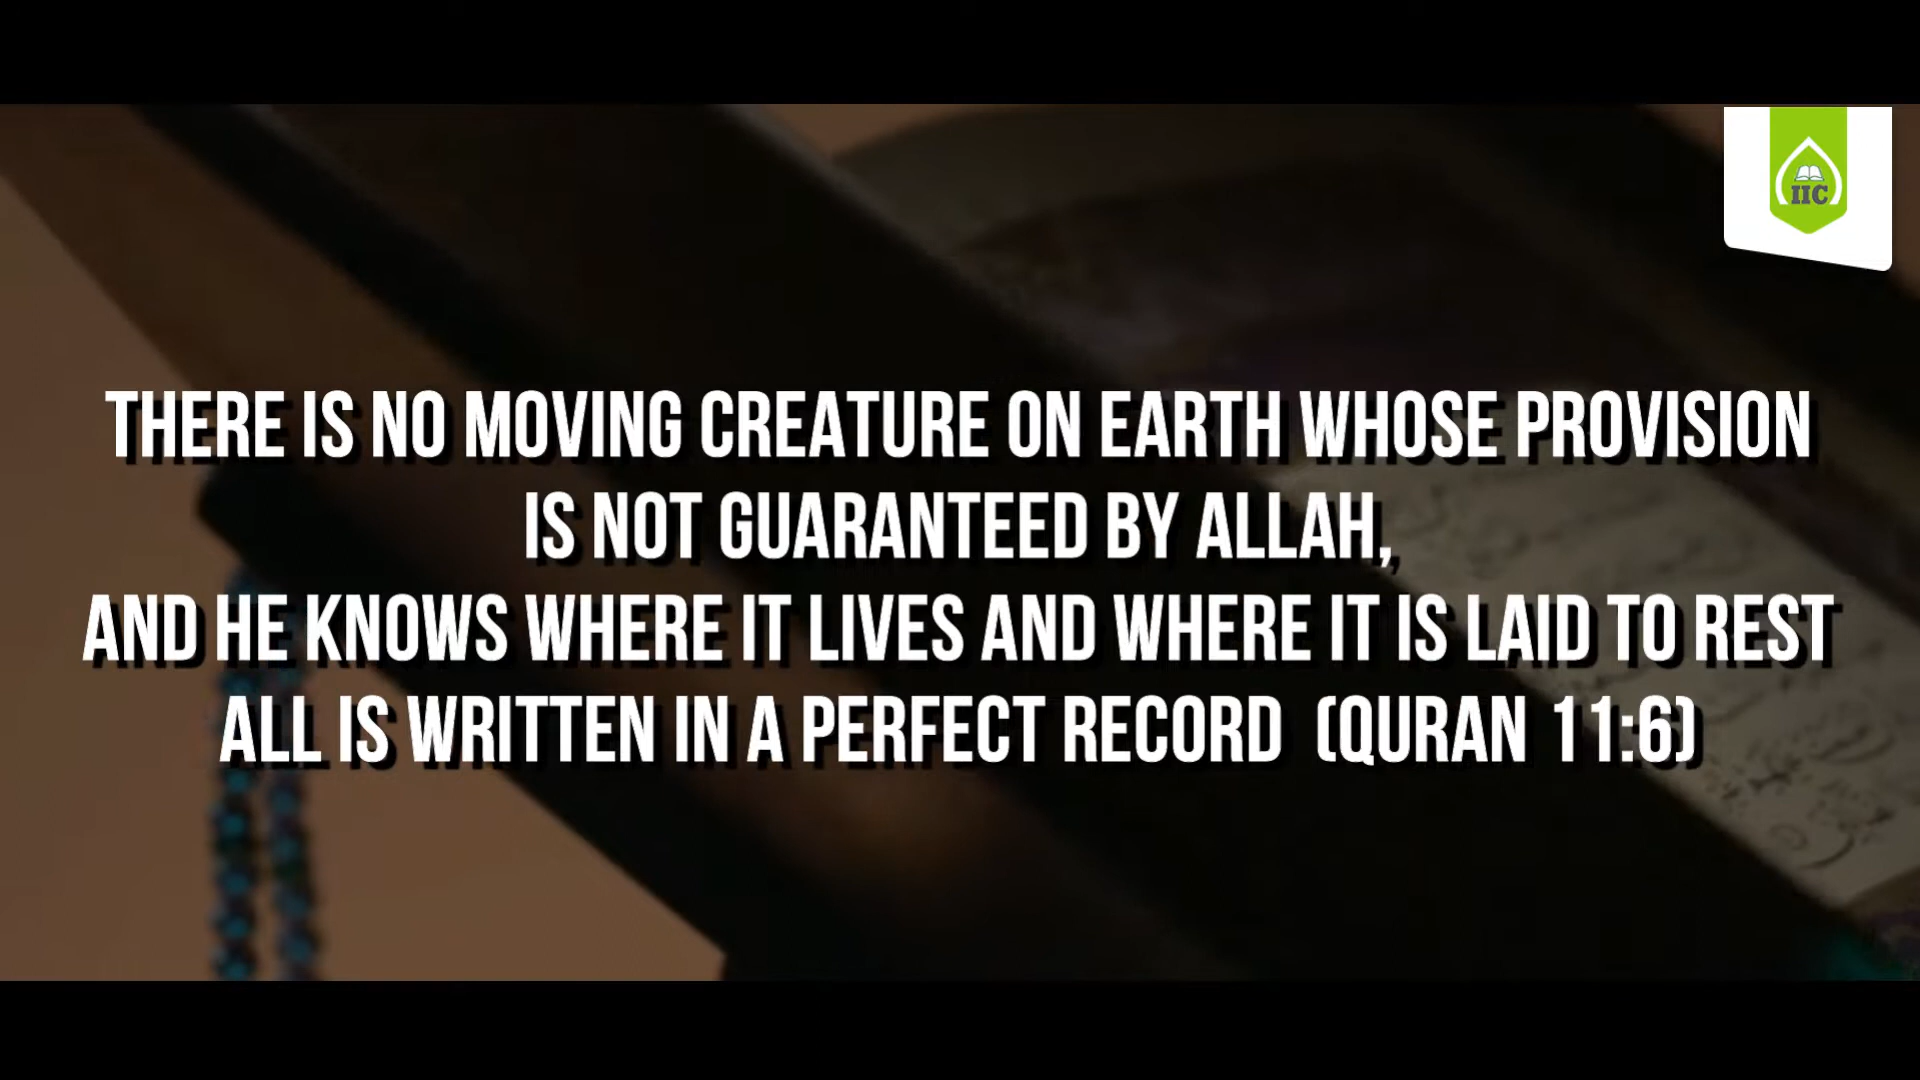 IIC
THERE IS NO MOVING CREATURE ON EARTH WHOSE PROVISION
IS NOT GUARANTEED BY ALLAH,
AND HE KNOWS WHERE IT LIVES AND WHERE IT IS LAID TO REST
ALL IS WRITTEN IN A PERFECT RECORD (QURAN 11:6)